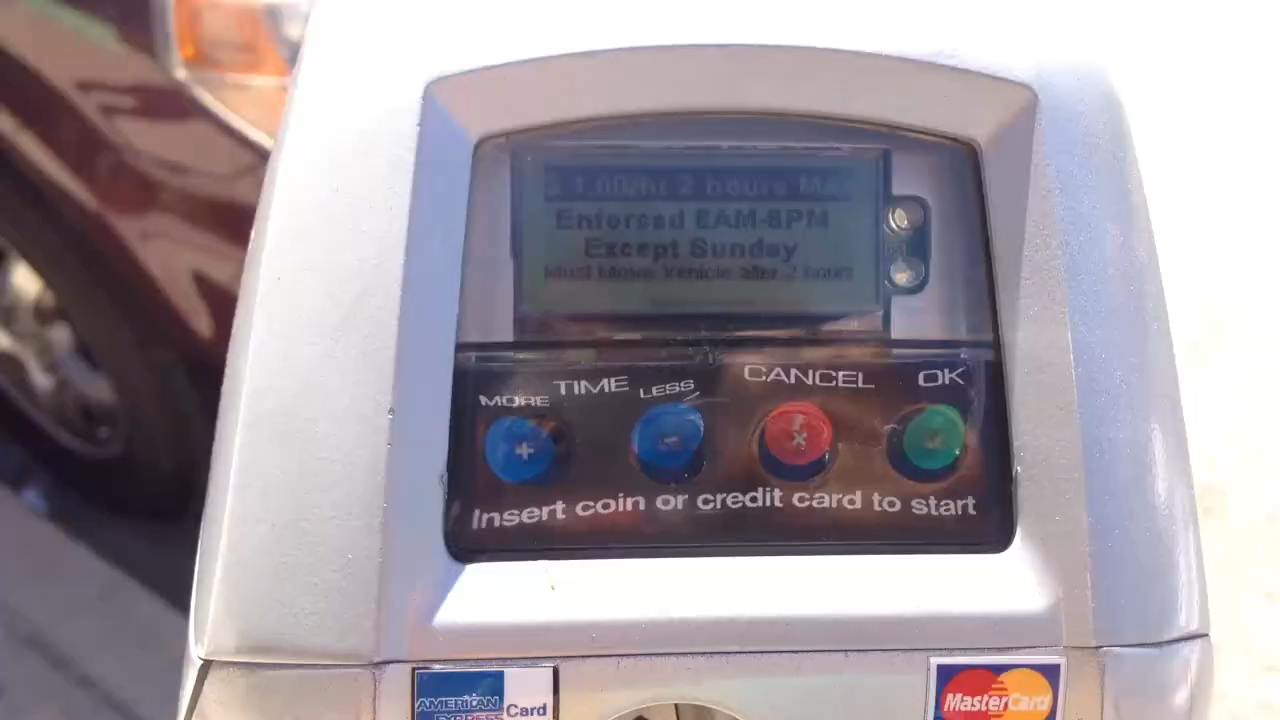 $ 1.00/hr 2 hours MAX
Enforced 8AM-8PM
Except Sunday
Must Move Vehicle after 2 hours
MORE TIME LESS CANCEL OK
+ - x
Insert coin or credit card to start
AMERICAN EXPRESS Card
MasterCard